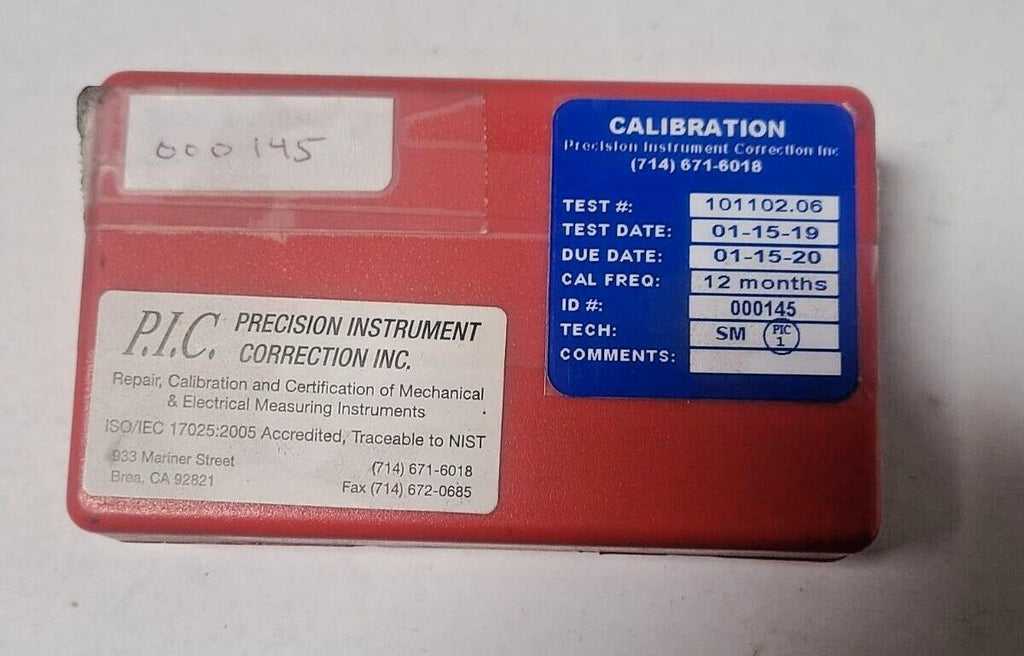 000145
CALIBRATION
Precision Instrument Correction Inc
(714) 671-6018
TEST #: 101102.06
TEST DATE: 01-15-19
DUE DATE: 01-15-20
CAL FREQ: 12 months
ID #: 000145
TECH: SM PIC 1
COMMENTS:
P.I.C. PRECISION INSTRUMENT
CORRECTION INC.
Repair, Calibration and Certification of Mechanical
& Electrical Measuring Instruments
ISO/IEC 17025:2005 Accredited, Traceable to NIST
933 Mariner Street (714) 671-6018
Brea, CA 92821 Fax (714) 672-0685